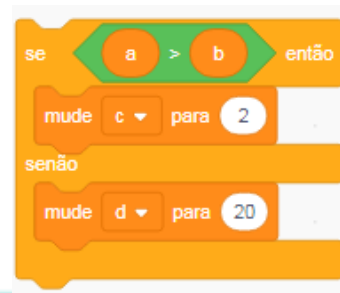 se a > b então
mude c para 2
senão
mude d para 20